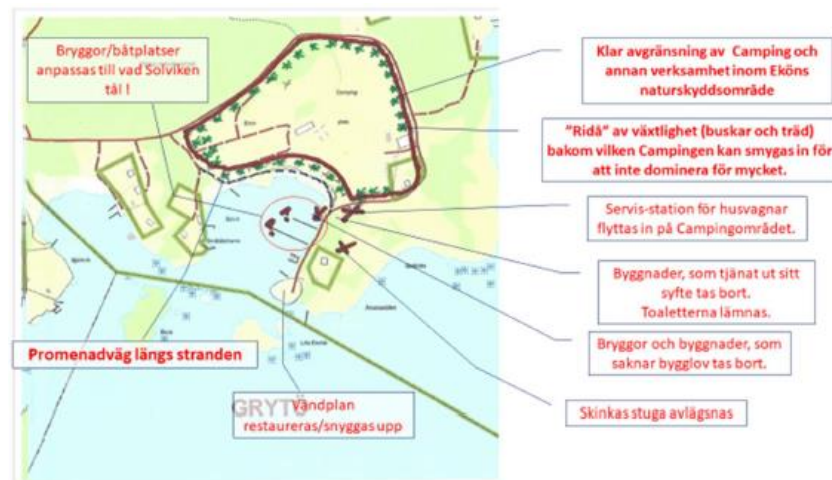 Bryggor/båtplatser
anpassas till vad Solviken
tål !
Klar avgränsning av Camping och
annan verksamhet inom Eköns
naturskyddsområde
"Ridå" av växtlighet (buskar och träd)
bakom vilken Campingen kan smygas in för
att inte dominera för mycket.
Servis-station för husvagnar
flyttas in på Campingområdet.
Byggnader, som tjänat ut sitt
syfte tas bort.
Toaletterna lämnas.
Bryggor och byggnader, som
saknar bygglov tas bort.
Skinkas stuga avlägsnas
Promenadväg längs stranden
GRYTÖ
Vändplan
restaureras/snyggas upp